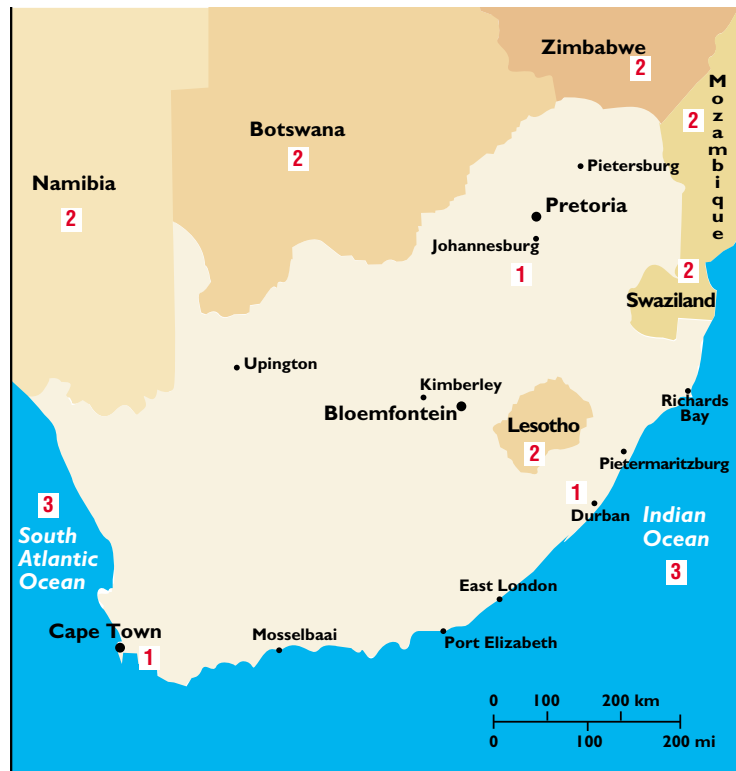 Zimbabwe
2
Mozambique
2
Botswana
2
Namibia
2
Pietersburg
Pretoria
Johannesburg
1
2
Swaziland
Upington
Kimberley
Bloemfontein
Richards
Bay
Lesotho
2
Pietermaritzburg
1
Durban
3
South
Atlantic
Ocean
Indian
Ocean
3
East London
Cape Town
1
Mosselbaai
Port Elizabeth
0 100 200 km
0 100 200 mi